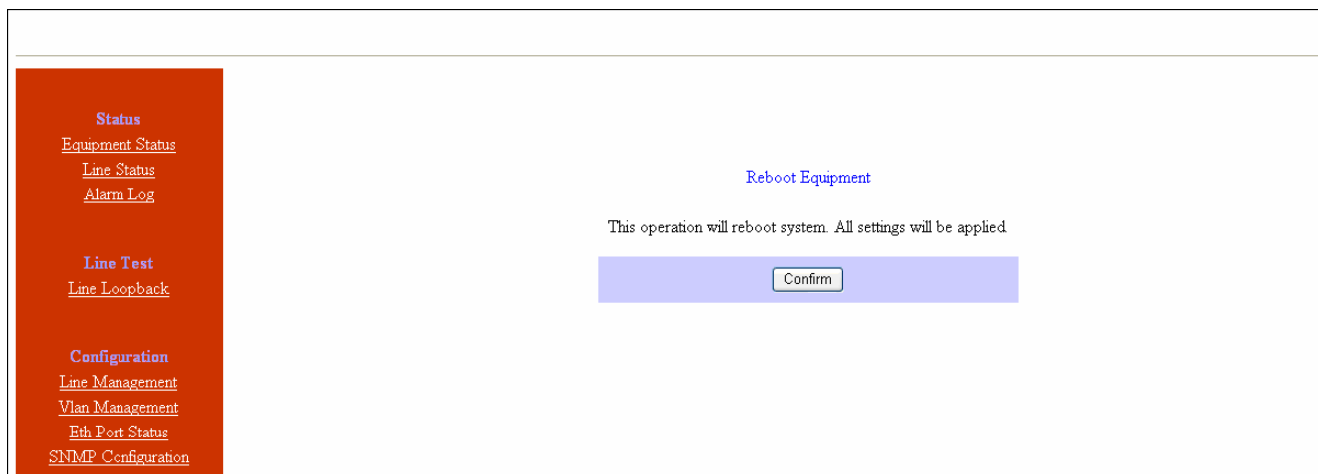 Status
Equipment Status
Line Status
Alarm Log
Line Test
Line Loopback
Configuration
Line Management
Vlan Management
Eth Port Status
SNMP Configuration
Reboot Equipment
This operation will reboot system. All settings will be applied
Confirm